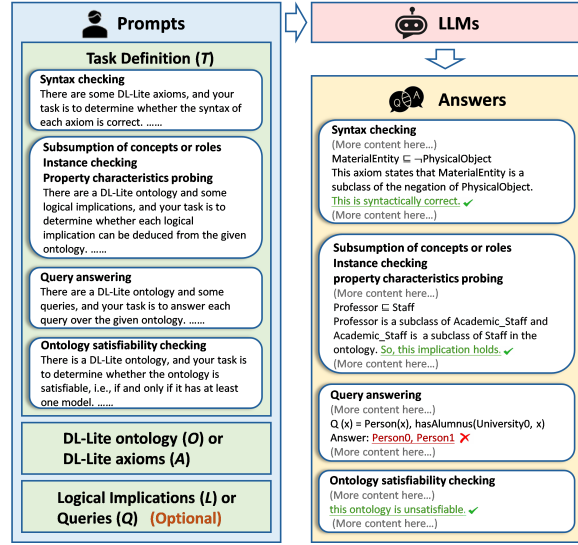 Prompts
Task Definition (T)
Syntax checking
There are some DL-Lite axioms, and your
task is to determine whether the syntax of
each axiom is correct. ......
Subsumption of concepts or roles
Instance checking
Property characteristics probing
There are a DL-Lite ontology and some
logical implications, and your task is to
determine whether each logical
implication can be deduced from the given
ontology. ......
Query answering
There are a DL-Lite ontology and some
queries, and your task is to answer each
query over the given ontology. ......
Ontology satisfiability checking
There is a DL-Lite ontology, and your task is
to determine whether the ontology is
satisfiable, i.e., if and only if it has at least
one model. ......
DL-Lite ontology (O) or
DL-Lite axioms (A)
Logical Implications (L) or
Queries (Q) (Optional)
LLMs
Q A
Answers
Syntax checking
(More content here...)
MaterialEntity ⊑ ¬PhysicalObject
This axiom states that MaterialEntity is a
subclass of the negation of PhysicalObject.
This is syntactically correct. ✓
(More content here...)
Subsumption of concepts or roles
Instance checking
property characteristics probing
(More content here...)
Professor ⊑ Staff
Professor is a subclass of Academic_Staff and
Academic_Staff is a subclass of Staff in the
ontology. So, this implication holds. ✓
(More content here...)
Query answering
(More content here...)
Q (x) = Person(x), hasAlumnus(University0, x)
Answer: Person0, Person1 ✗
(More content here...)
Ontology satisfiability checking
(More content here...)
this ontology is unsatisfiable. ✓
(More content here...)